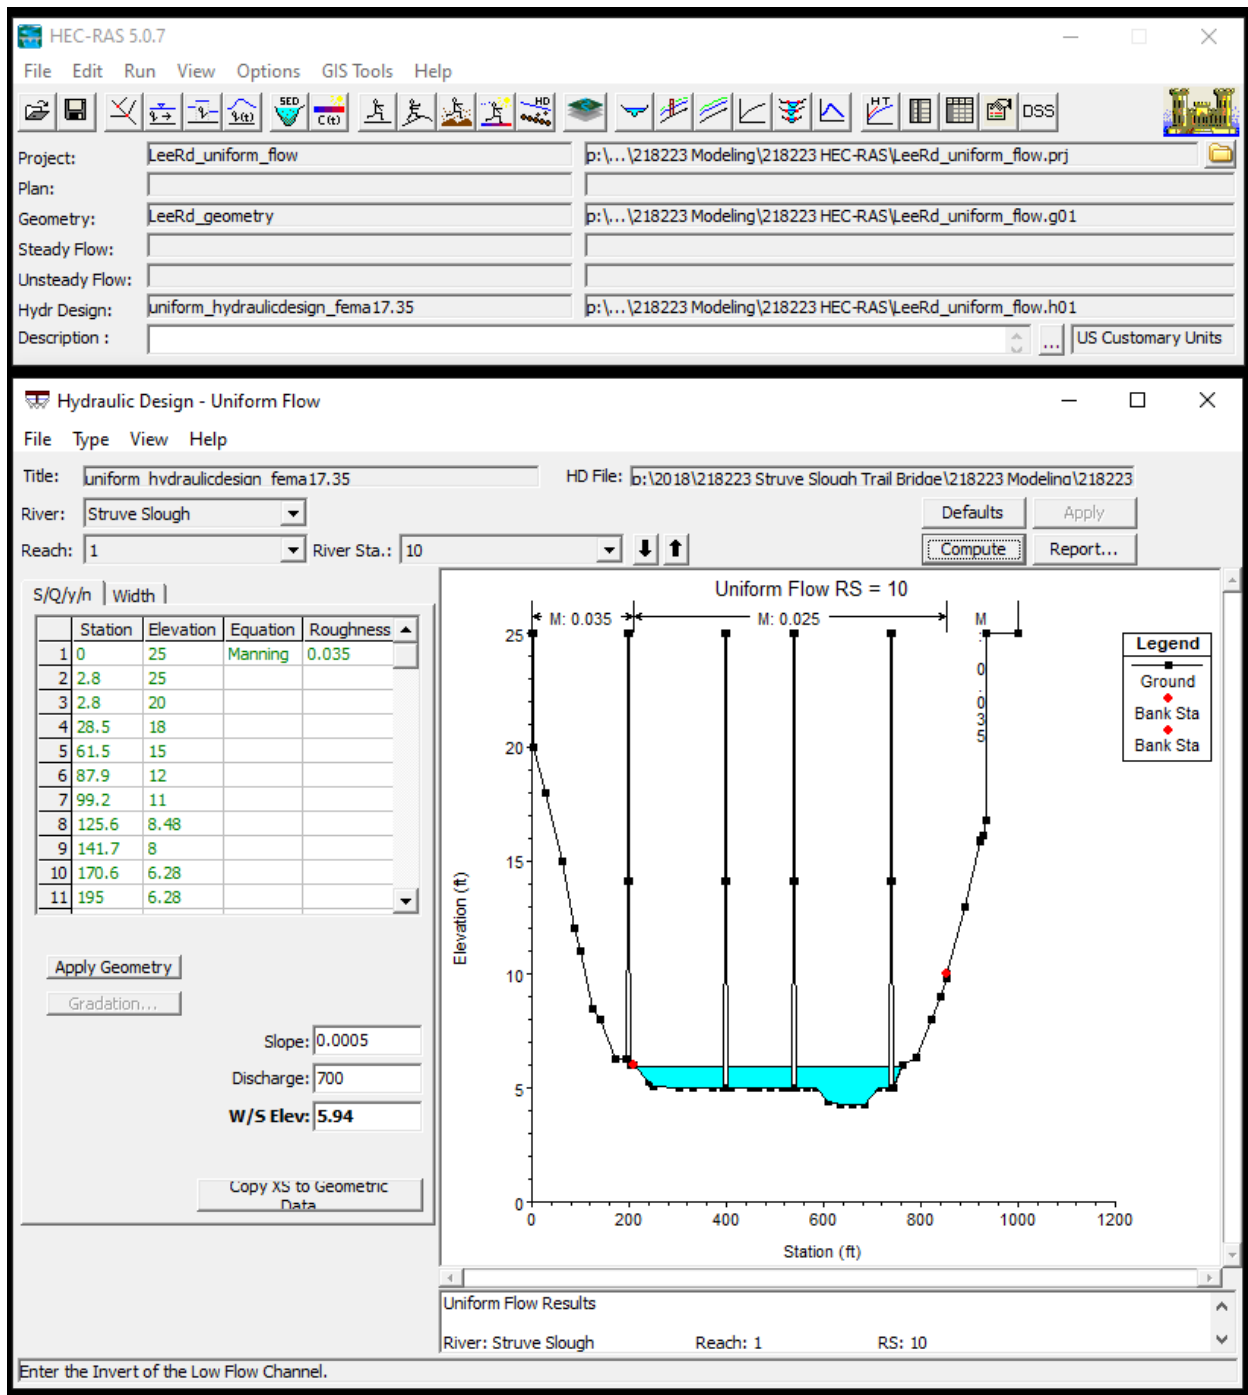 HEC-RAS 5.0.7
File Edit Run View Options GIS Tools Help
SED HD HT
q→ q q(t) C(t) DSS
Project: LeeRd_uniform_flow p:\...\218223 Modeling\218223 HEC-RAS\LeeRd_uniform_flow.prj
Plan:
Geometry: LeeRd_geometry p:\...\218223 Modeling\218223 HEC-RAS\LeeRd_uniform_flow.g01
Steady Flow:
Unsteady Flow:
Hydr Design: uniform_hydraulicdesign_fema17.35 p:\...\218223 Modeling\218223 HEC-RAS\LeeRd_uniform_flow.h01
Description : ... US Customary Units
Hydraulic Design - Uniform Flow
File Type View Help
Title: uniform_hydraulicdesign_fema17.35 HD File: p:\2018\218223 Struve Slough Trail Bridge\218223 Modeling\218223
River: Struve Slough Defaults Apply
Reach: 1 River Sta.: 10 Compute Report...
S/Q/y/n Width
Station Elevation Equation Roughness
1 0 25 Manning 0.035
2 2.8 25
3 2.8 20
4 28.5 18
5 61.5 15
6 87.9 12
7 99.2 11
8 125.6 8.48
9 141.7 8
10 170.6 6.28
11 195 6.28
Apply Geometry
Gradation...
Slope: 0.0005
Discharge: 700
W/S Elev: 5.94
Copy XS to Geometric
Data
Uniform Flow RS = 10
M: 0.035 M: 0.025 M: 0.035
Legend
Ground
Bank Sta
Bank Sta
25
20
15
10
5
0
Elevation (ft)
0 200 400 600 800 1000 1200
Station (ft)
Uniform Flow Results
River: Struve Slough Reach: 1 RS: 10
Enter the Invert of the Low Flow Channel.